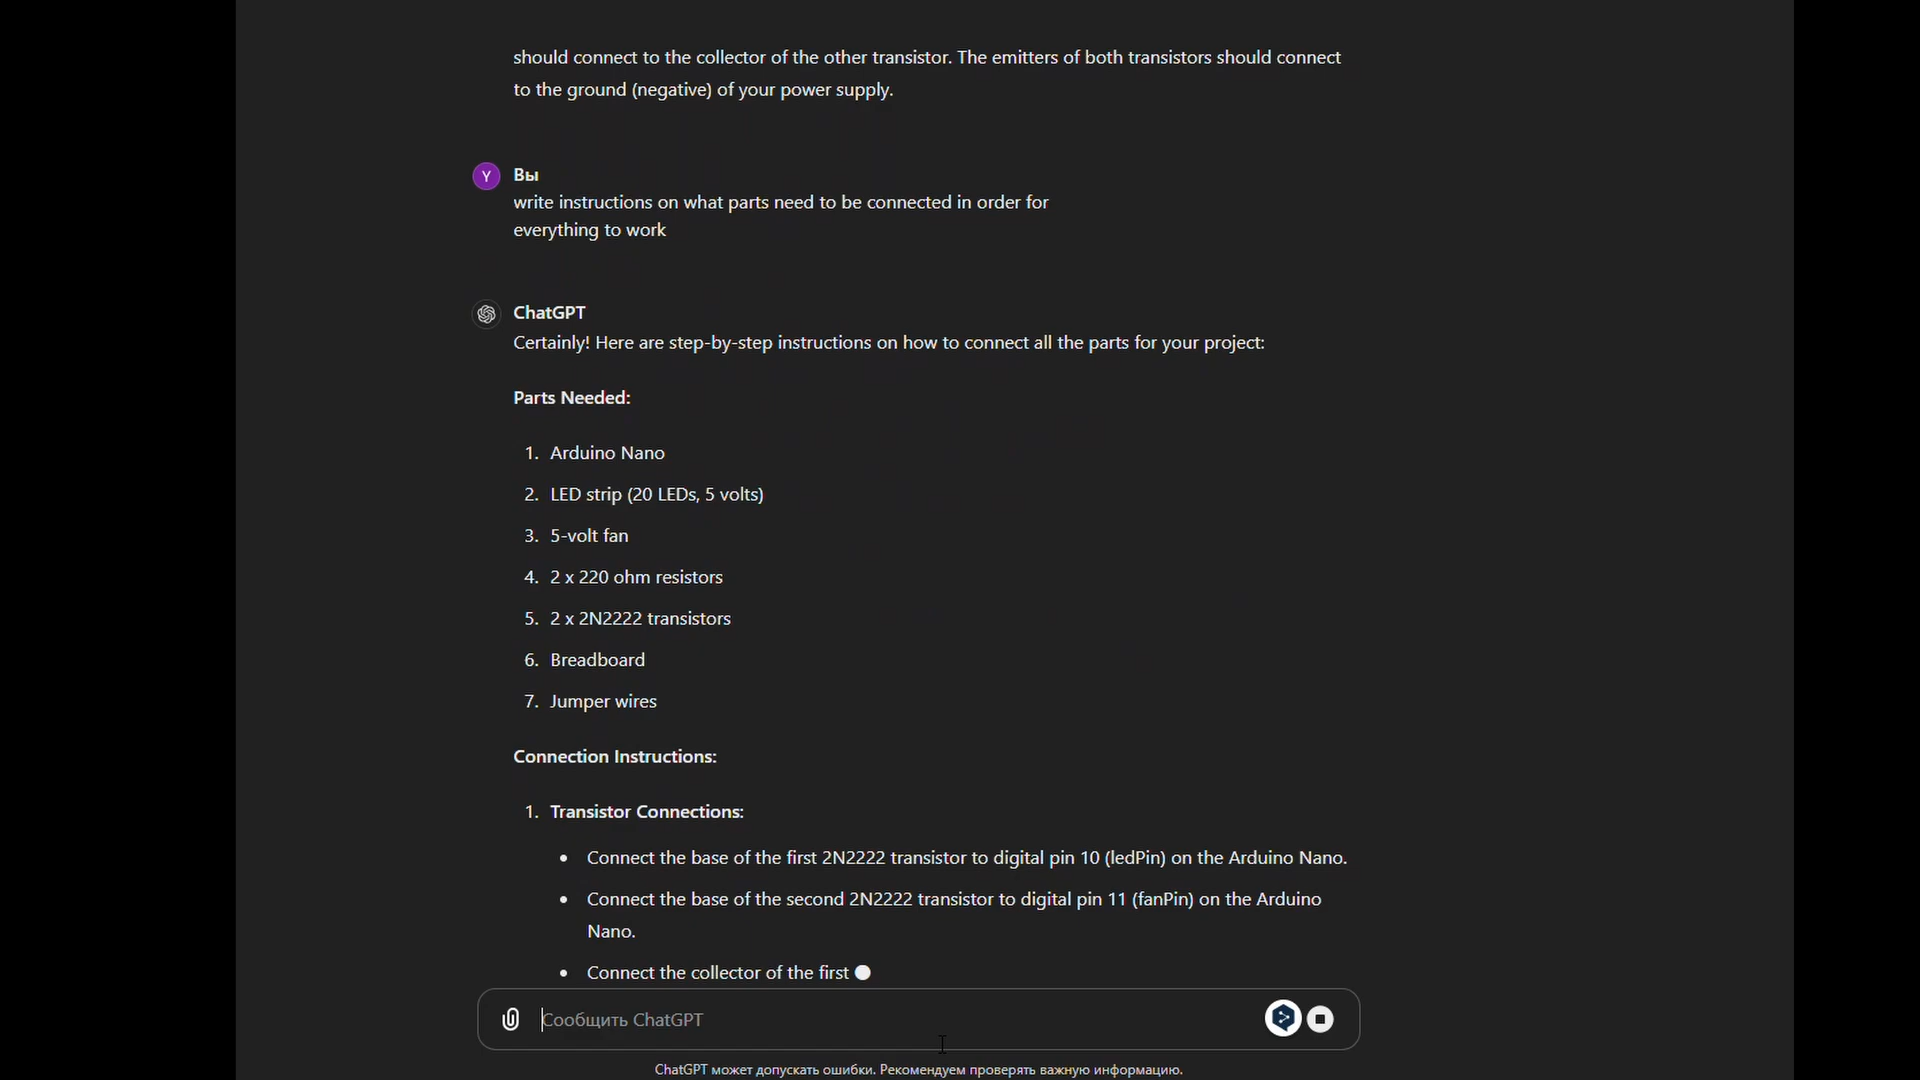 should connect to the collector of the other transistor. The emitters of both transistors should connect
to the ground (negative) of your power supply.
Y
Вы
write instructions on what parts need to be connected in order for
everything to work
ChatGPT
Certainly! Here are step-by-step instructions on how to connect all the parts for your project:
Parts Needed:
1. Arduino Nano
2. LED strip (20 LEDs, 5 volts)
3. 5-volt fan
4. 2 x 220 ohm resistors
5. 2 x 2N2222 transistors
6. Breadboard
7. Jumper wires
Connection Instructions:
1. Transistor Connections:
• Connect the base of the first 2N2222 transistor to digital pin 10 (ledPin) on the Arduino Nano.
• Connect the base of the second 2N2222 transistor to digital pin 11 (fanPin) on the Arduino
Nano.
• Connect the collector of the first
Сообщить ChatGPT
ChatGPT может допускать ошибки. Рекомендуем проверять важную информацию.